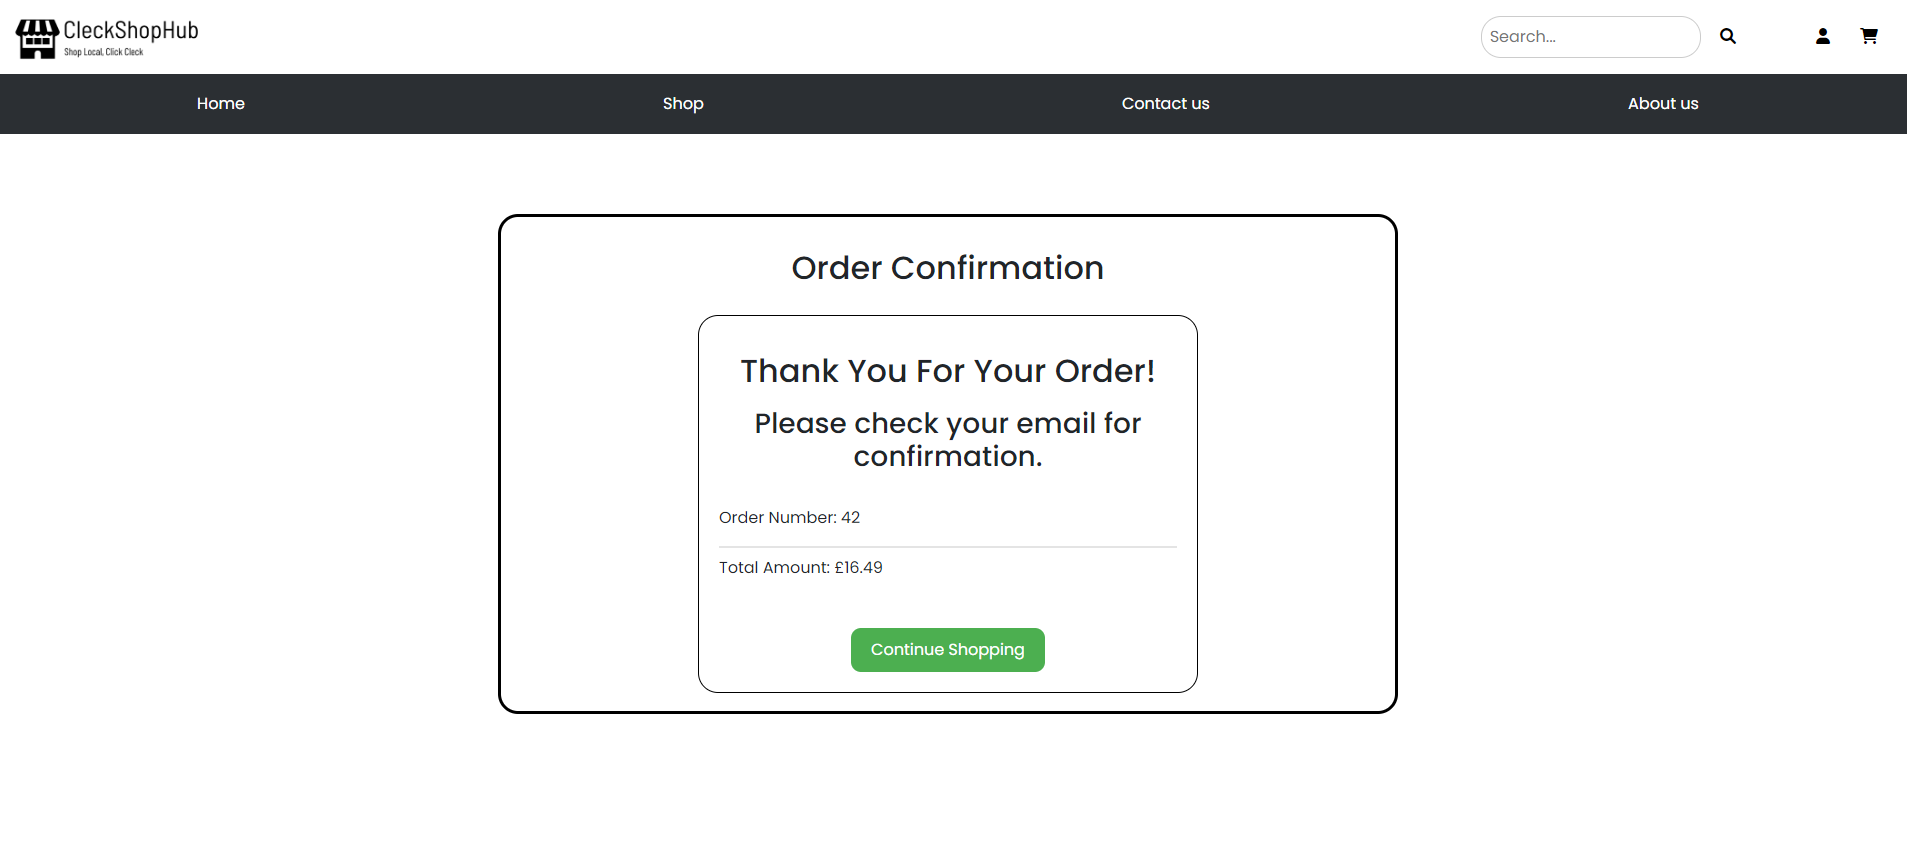 CleckShopHub
Shop Local, Click Cleck
Search...
Home Shop Contact us About us
Order Confirmation
Thank You For Your Order!
Please check your email for
confirmation.
Order Number: 42
Total Amount: £16.49
Continue Shopping